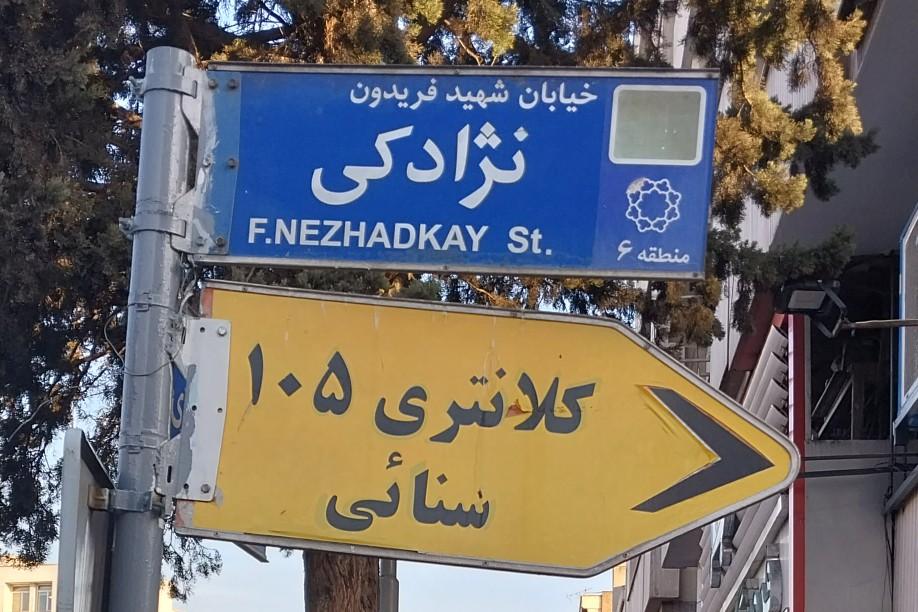 خیابان شهید فریدون
نژادکی
F.NEZHADKAY St.
منطقه ۶
کلانتری ۱۰۵
سنائی